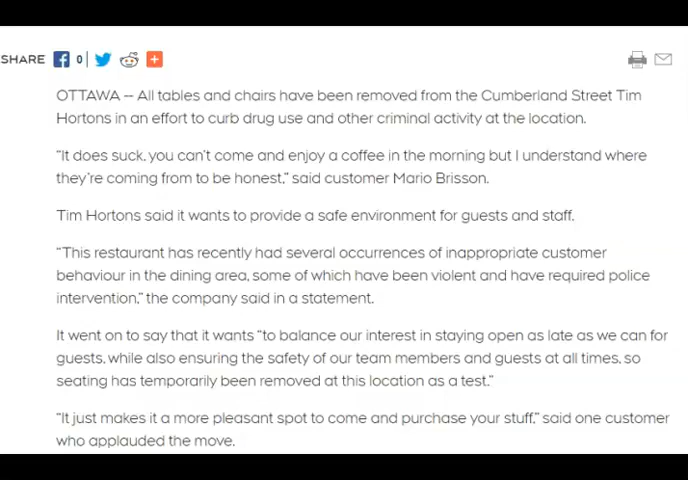 SHARE 0
OTTAWA -- All tables and chairs have been removed from the Cumberland Street Tim
Hortons in an effort to curb drug use and other criminal activity at the location.
"It does suck, you can't come and enjoy a coffee in the morning but I understand where
they're coming from to be honest," said customer Mario Brisson.
Tim Hortons said it wants to provide a safe environment for guests and staff.
"This restaurant has recently had several occurrences of inappropriate customer
behaviour in the dining area, some of which have been violent and have required police
intervention," the company said in a statement.
It went on to say that it wants "to balance our interest in staying open as late as we can for
guests, while also ensuring the safety of our team members and guests at all times, so
seating has temporarily been removed at this location as a test."
"It just makes it a more pleasant spot to come and purchase your stuff," said one customer
who applauded the move.